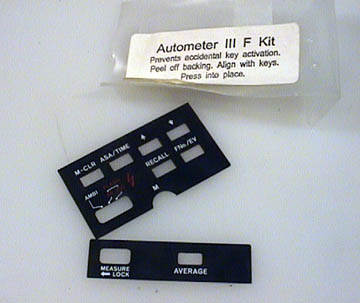 Autometer III F Kit
Prevents accidental key activation.
Peel off backing. Align with keys.
Press into place.
M-CLR ASA/TIME
RECALL FNo/EV
AMBI
M
MEASURE
LOCK
AVERAGE